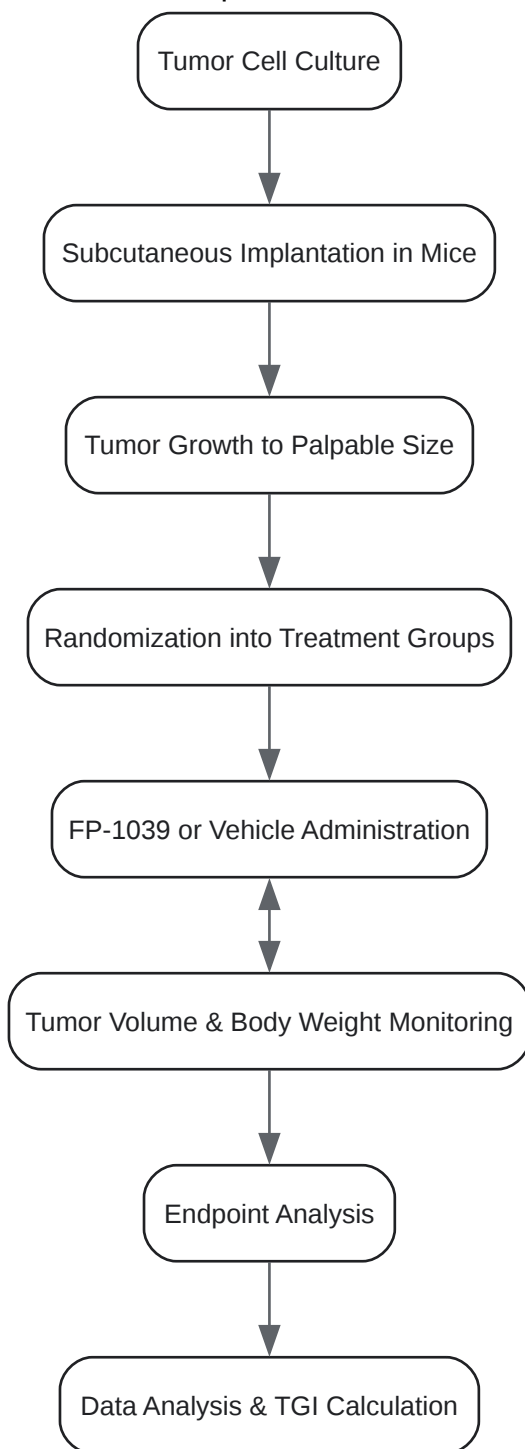 Tumor Cell Culture
Subcutaneous Implantation in Mice
Tumor Growth to Palpable Size
Randomization into Treatment Groups
FP-1039 or Vehicle Administration
Tumor Volume & Body Weight Monitoring
Endpoint Analysis
Data Analysis & TGI Calculation